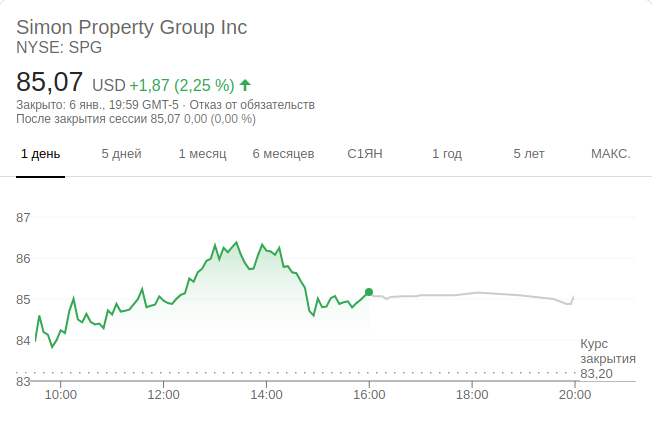 Simon Property Group Inc
NYSE: SPG
85,07 USD +1,87 (2,25 %)
Закрыто: 6 янв., 19:59 GMT-5 · Отказ от обязательств
После закрытия сессии 85,07 0,00 (0,00 %)
1 день 5 дней 1 месяц 6 месяцев С1ЯН 1 год 5 лет МАКС.
87
86
85
84
Курс
закрытия
83,20
83
10:00 12:00 14:00 16:00 18:00 20:00